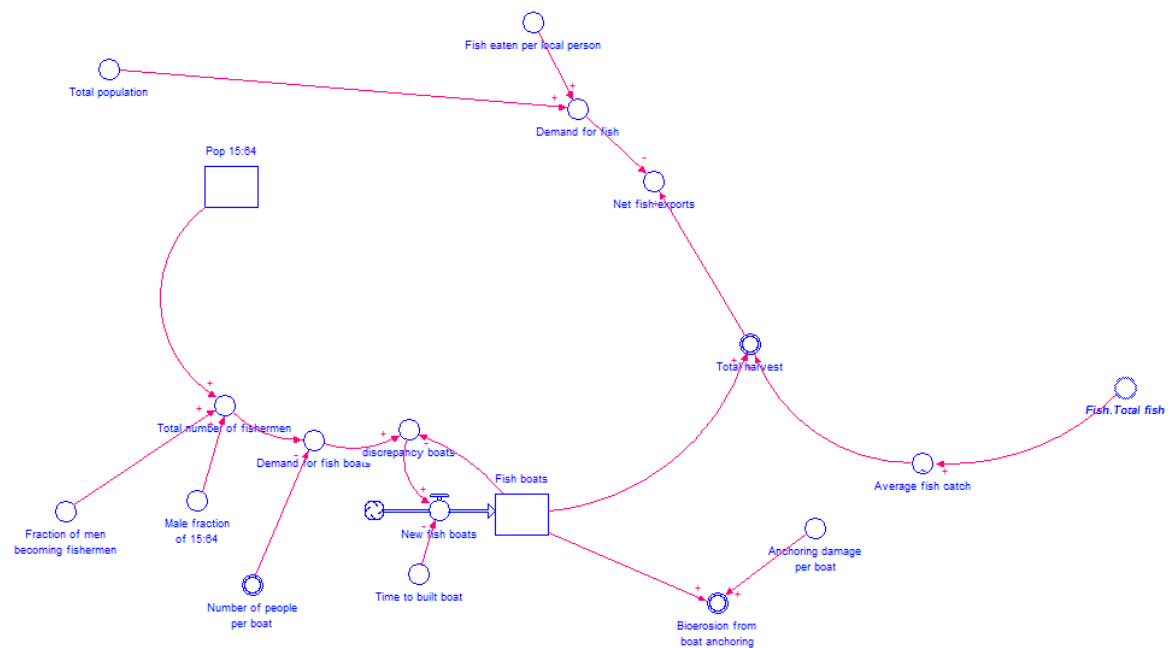 Fish eaten per local person
Total population
Demand for fish
Pop 15:64
Net fish exports
Total harvest
Fish.Total fish
Total number of fishermen
Demand for fish boats
discrepancy boats
Fish boats
Average fish catch
Male fraction
of 15:64
Fraction of men
becoming fishermen
New fish boats
Anchoring damage
per boat
Time to built boat
Number of people
per boat
Bioerosion from
boat anchoring